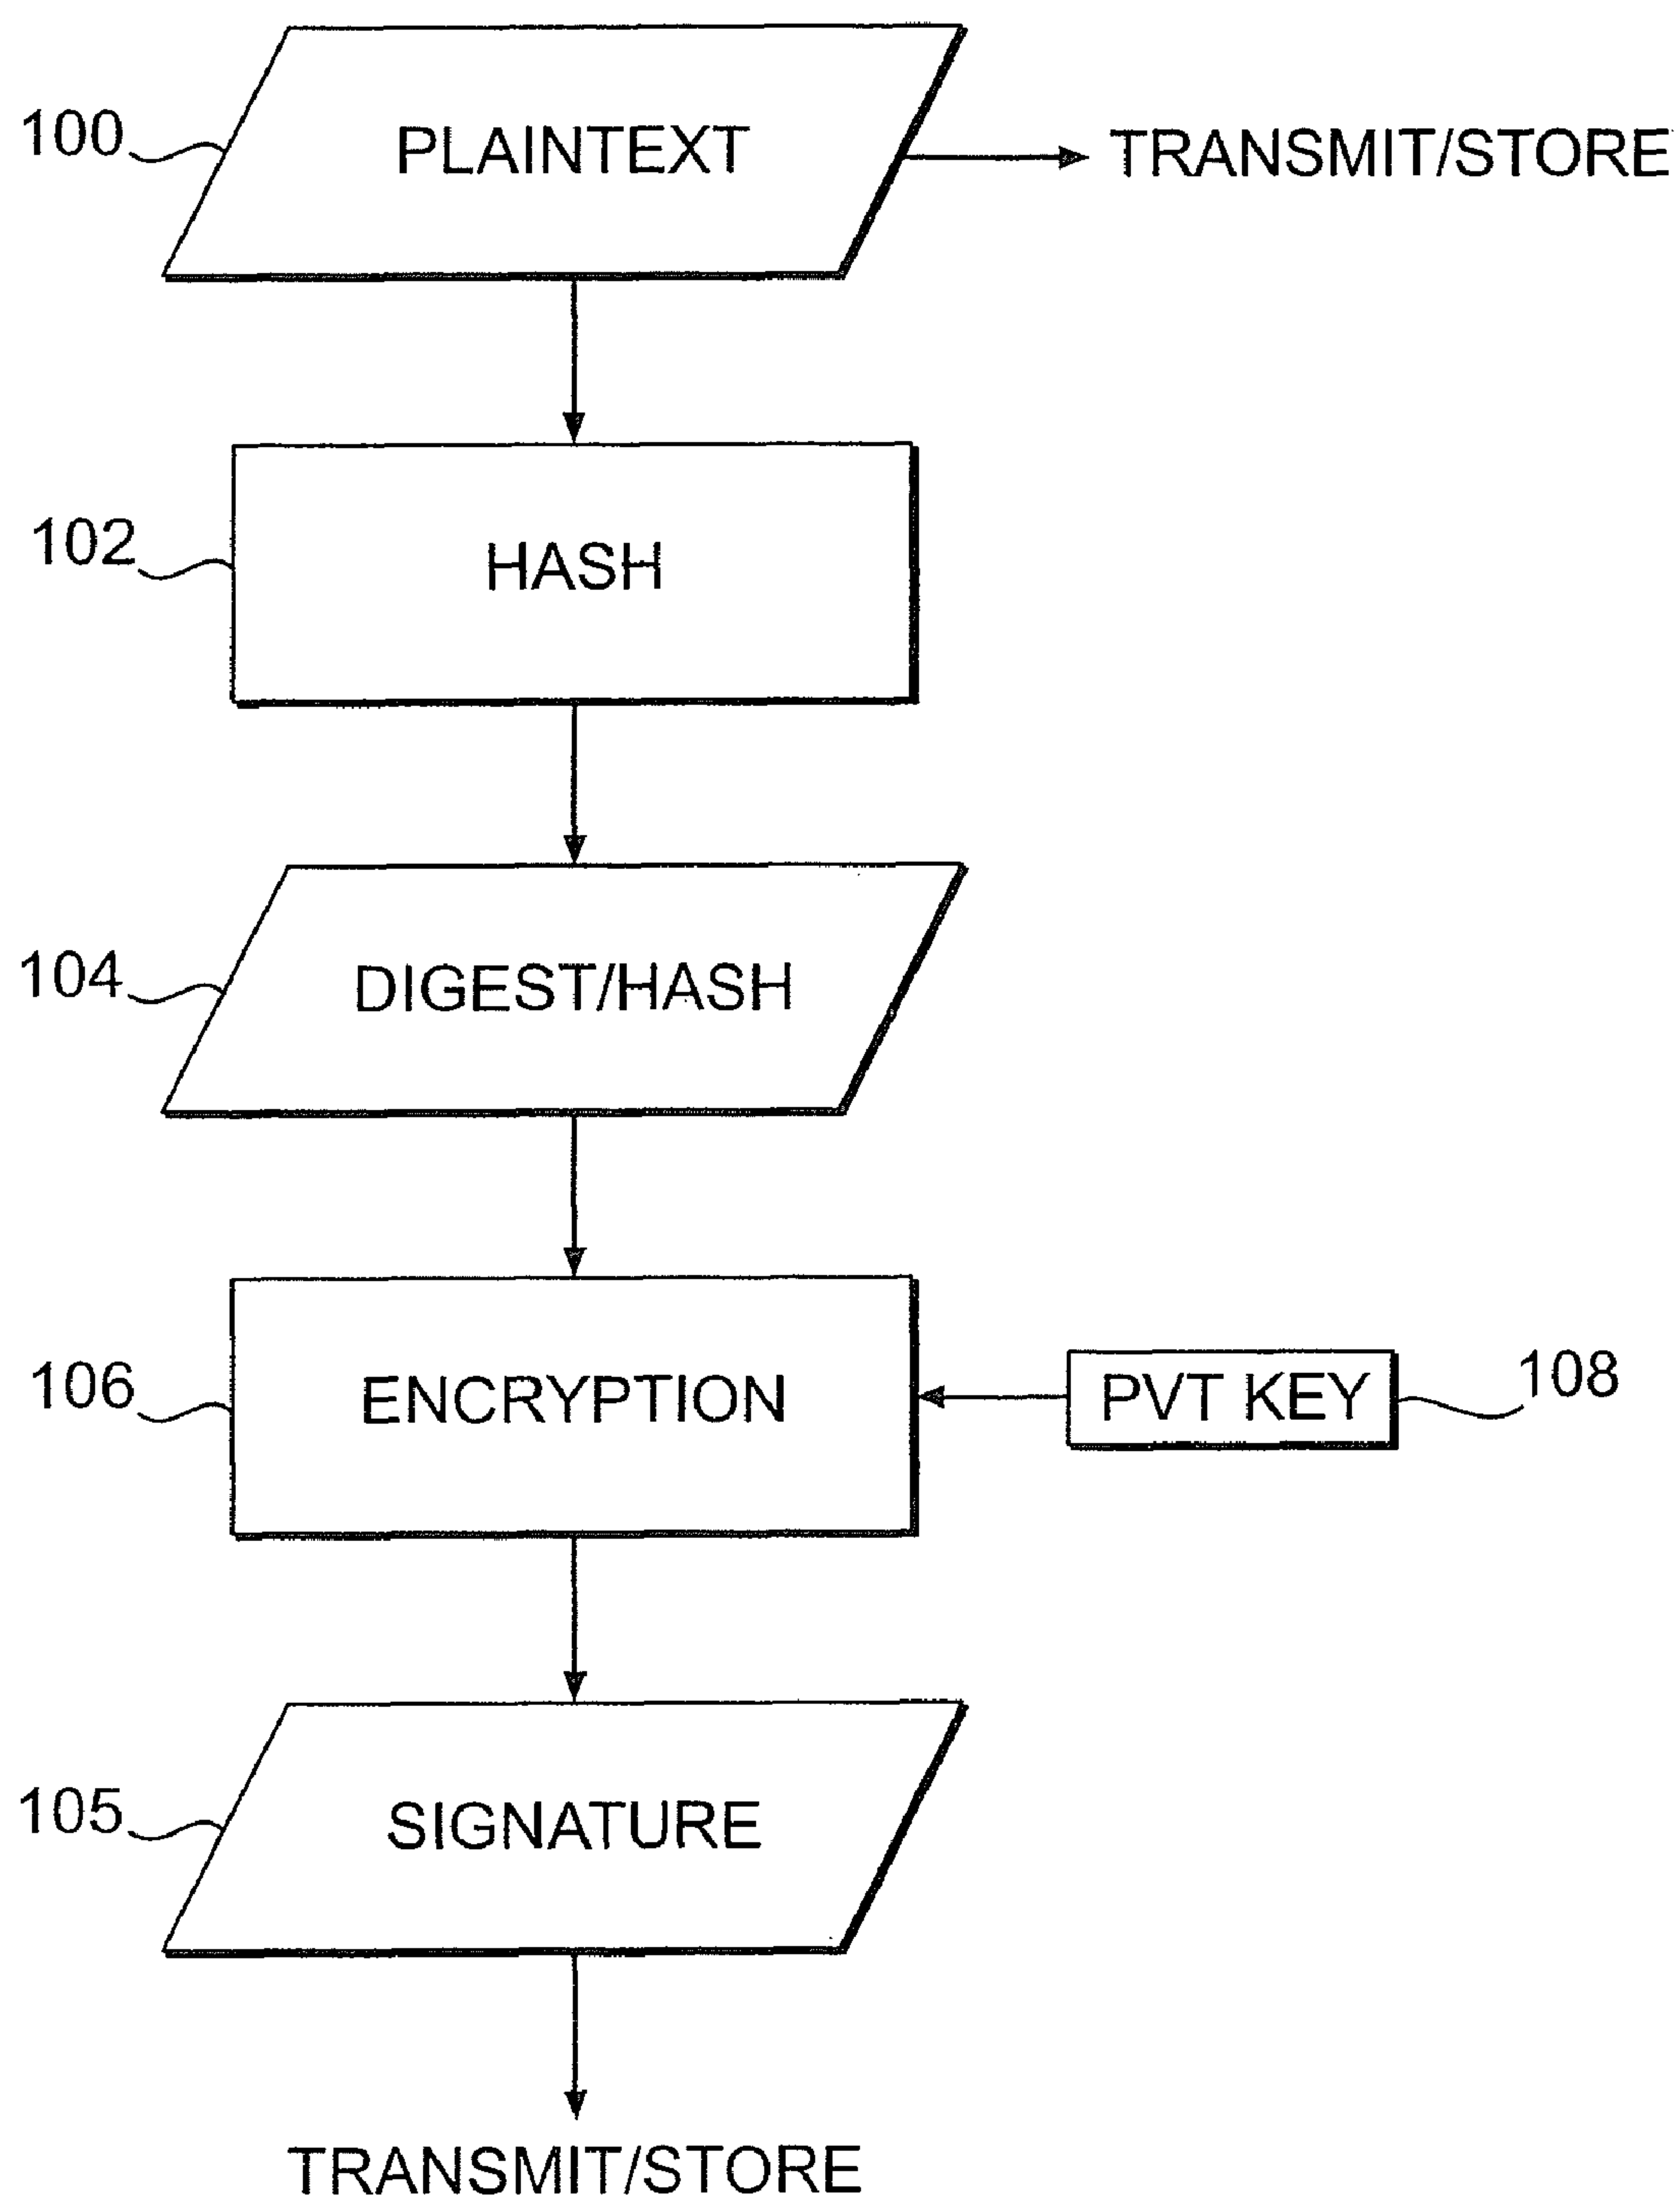 100
PLAINTEXT
TRANSMIT/STORE
102
HASH
104
DIGEST/HASH
106
ENCRYPTION
PVT KEY
108
105
SIGNATURE
TRANSMIT/STORE